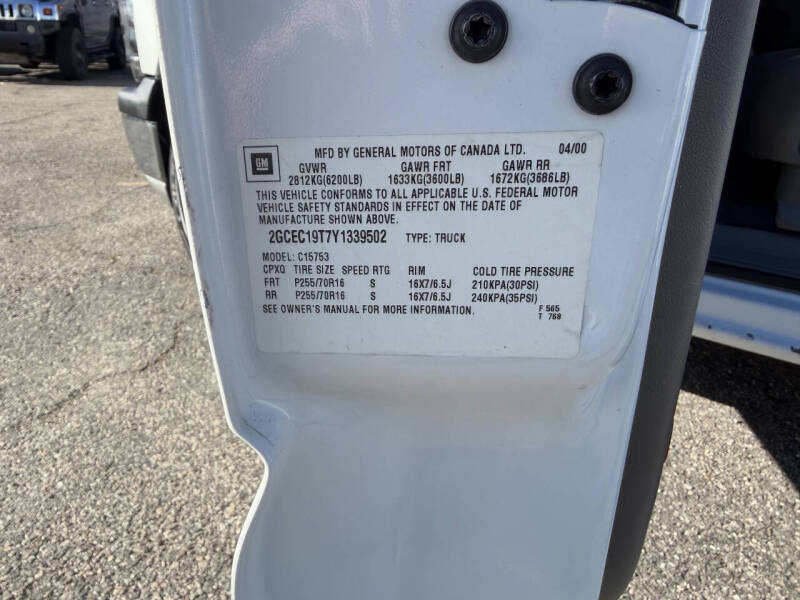 GM
MFD BY GENERAL MOTORS OF CANADA LTD. 04/00
GVWR GAWR FRT GAWR RR
2812KG(6200LB) 1633KG(3600LB) 1672KG(3686LB)
THIS VEHICLE CONFORMS TO ALL APPLICABLE U.S. FEDERAL MOTOR
VEHICLE SAFETY STANDARDS IN EFFECT ON THE DATE OF
MANUFACTURE SHOWN ABOVE.
2GCEC19T7Y1339502 TYPE: TRUCK
MODEL: C15753
CPXQ TIRE SIZE SPEED RTG RIM COLD TIRE PRESSURE
FRT P255/70R16 S 16X7/6.5J 210KPA(30PSI)
RR P255/70R16 S 16X7/6.5J 240KPA(35PSI)
SEE OWNER'S MANUAL FOR MORE INFORMATION. F 565
T 768